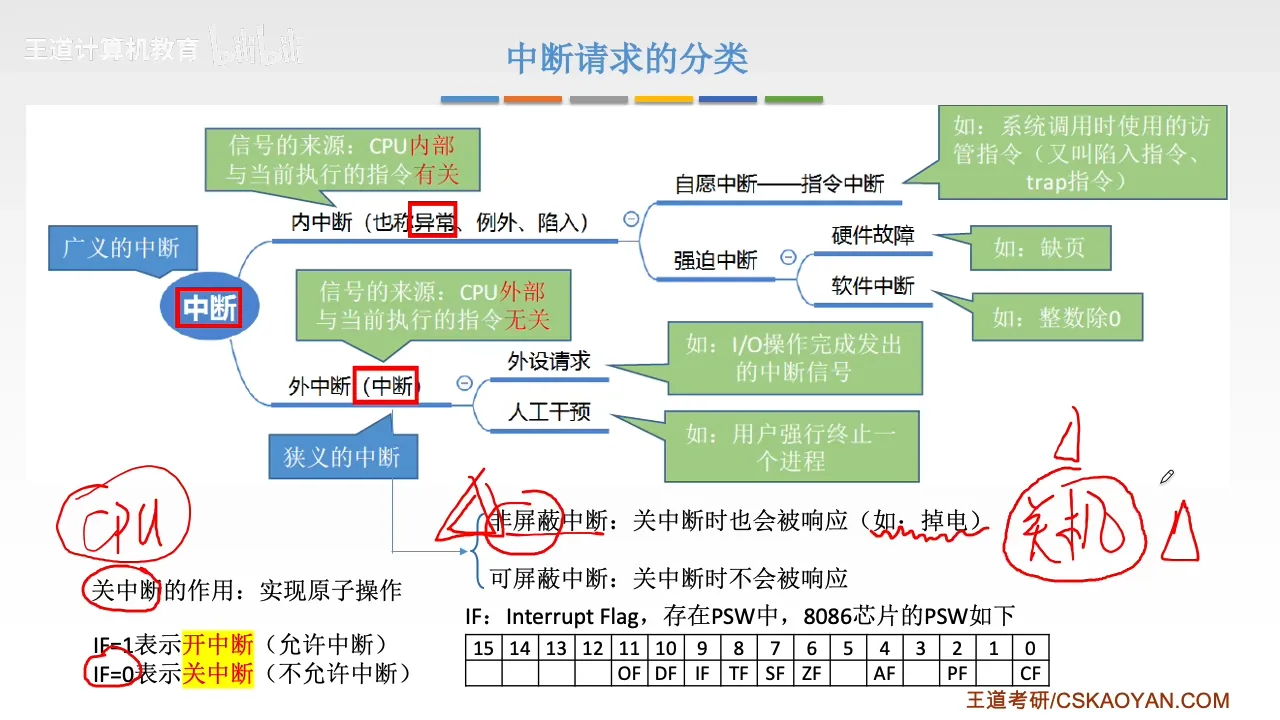 王道计算机教育 bilibili
中断请求的分类
信号的来源：CPU内部
与当前执行的指令有关
如：系统调用时使用的访
管指令（又叫陷入指令、
trap指令）
自愿中断——指令中断
内中断（也称异常、例外、陷入）
广义的中断
硬件故障
如：缺页
强迫中断
软件中断
如：整数除0
中断
信号的来源：CPU外部
与当前执行的指令无关
外设请求
如：I/O操作完成发出
的中断信号
外中断（中断）
人工干预
如：用户强行终止一
个进程
狭义的中断
CPU
非屏蔽中断：关中断时也会被响应（如：掉电）
关机
可屏蔽中断：关中断时不会被响应
关中断的作用：实现原子操作
IF：Interrupt Flag，存在PSW中，8086芯片的PSW如下
IF=1表示开中断（允许中断）
IF=0表示关中断（不允许中断）
15 14 13 12 11 10 9 8 7 6 5 4 3 2 1 0
OF DF IF TF SF ZF AF PF CF
王道考研/CSKAOYAN.COM